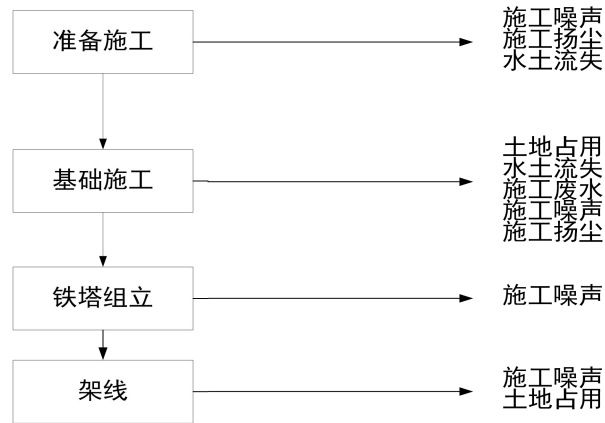 准备施工
施工噪声
施工扬尘
水土流失
基础施工
土地占用
水土流失
施工废水
施工噪声
施工扬尘
铁塔组立
施工噪声
架线
施工噪声
土地占用